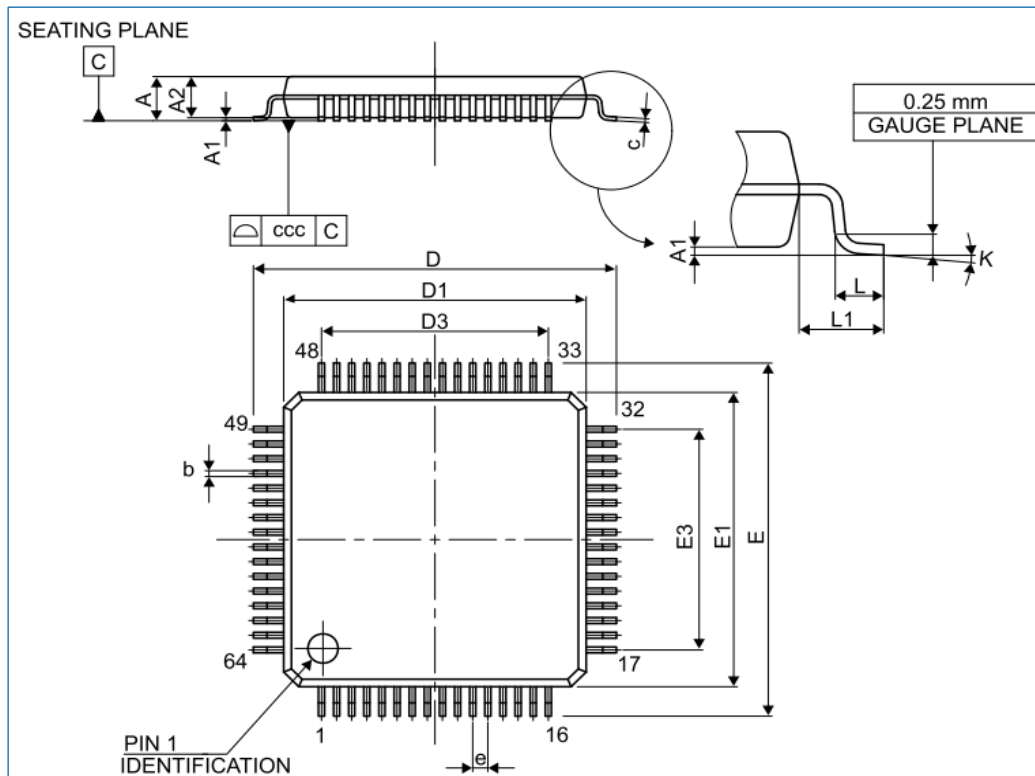 SEATING PLANE
C
A
A2
A1
c
0.25 mm
GAUGE PLANE
ccc
C
A1
K
L
L1
D
D1
D3
48
33
49
32
b
E3
E1
E
64
17
1
16
PIN 1
IDENTIFICATION
e